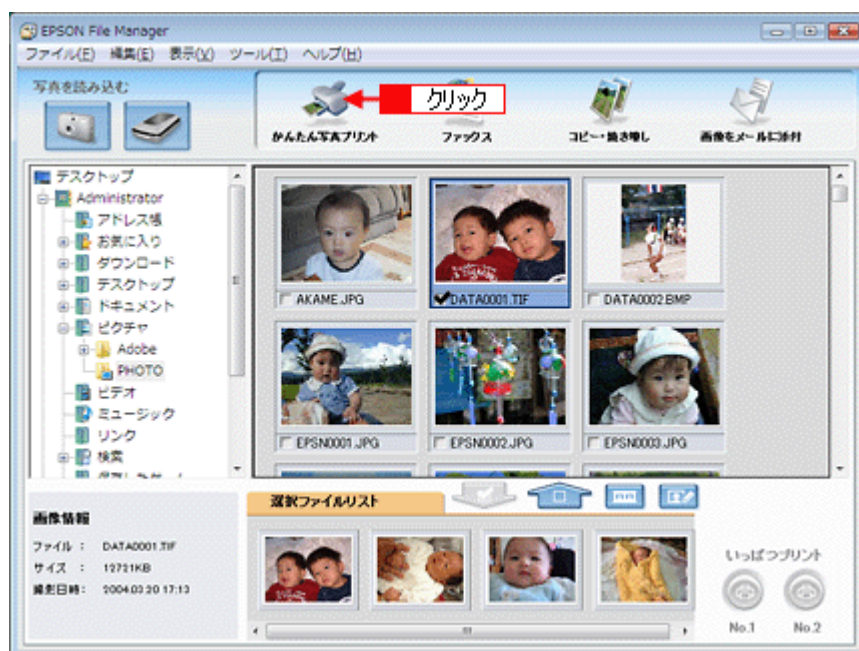 EPSON File Manager
ファイル(F) 編集(E) 表示(V) ツール(T) ヘルプ(H)
写真を読み込む
クリック
かんたん写真プリント
ファックス
コピー・焼き増し
画像をメールに添付
デスクトップ
Administrator
アドレス帳
お気に入り
ダウンロード
デスクトップ
ドキュメント
ピクチャ
Adobe
PHOTO
ビデオ
ミュージック
リンク
検索
AKAME.JPG
DATA0001.TIF
DATA0002.BMP
EPSN0001.JPG
EPSN0002.JPG
EPSN0003.JPG
選択ファイルリスト
画像情報
ファイル : DATA0001.TIF
サイズ : 12721KB
撮影日時: 2004.03.20 17:13
いっぱつプリント
No.1 No.2